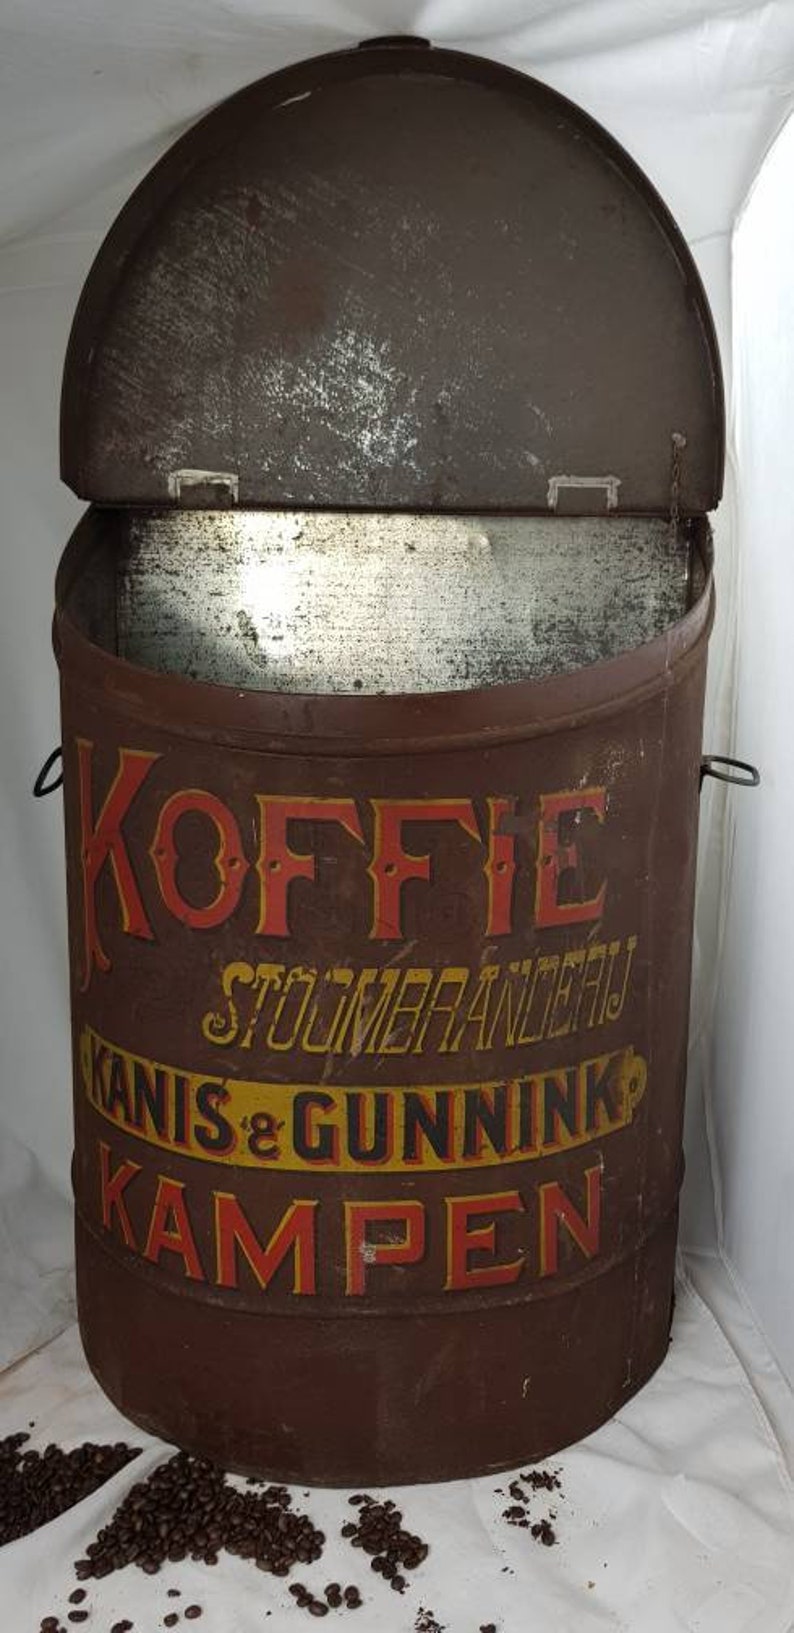 KOFFIE
STOOMBRANDERIJ
KANIS & GUNNINK
KAMPEN